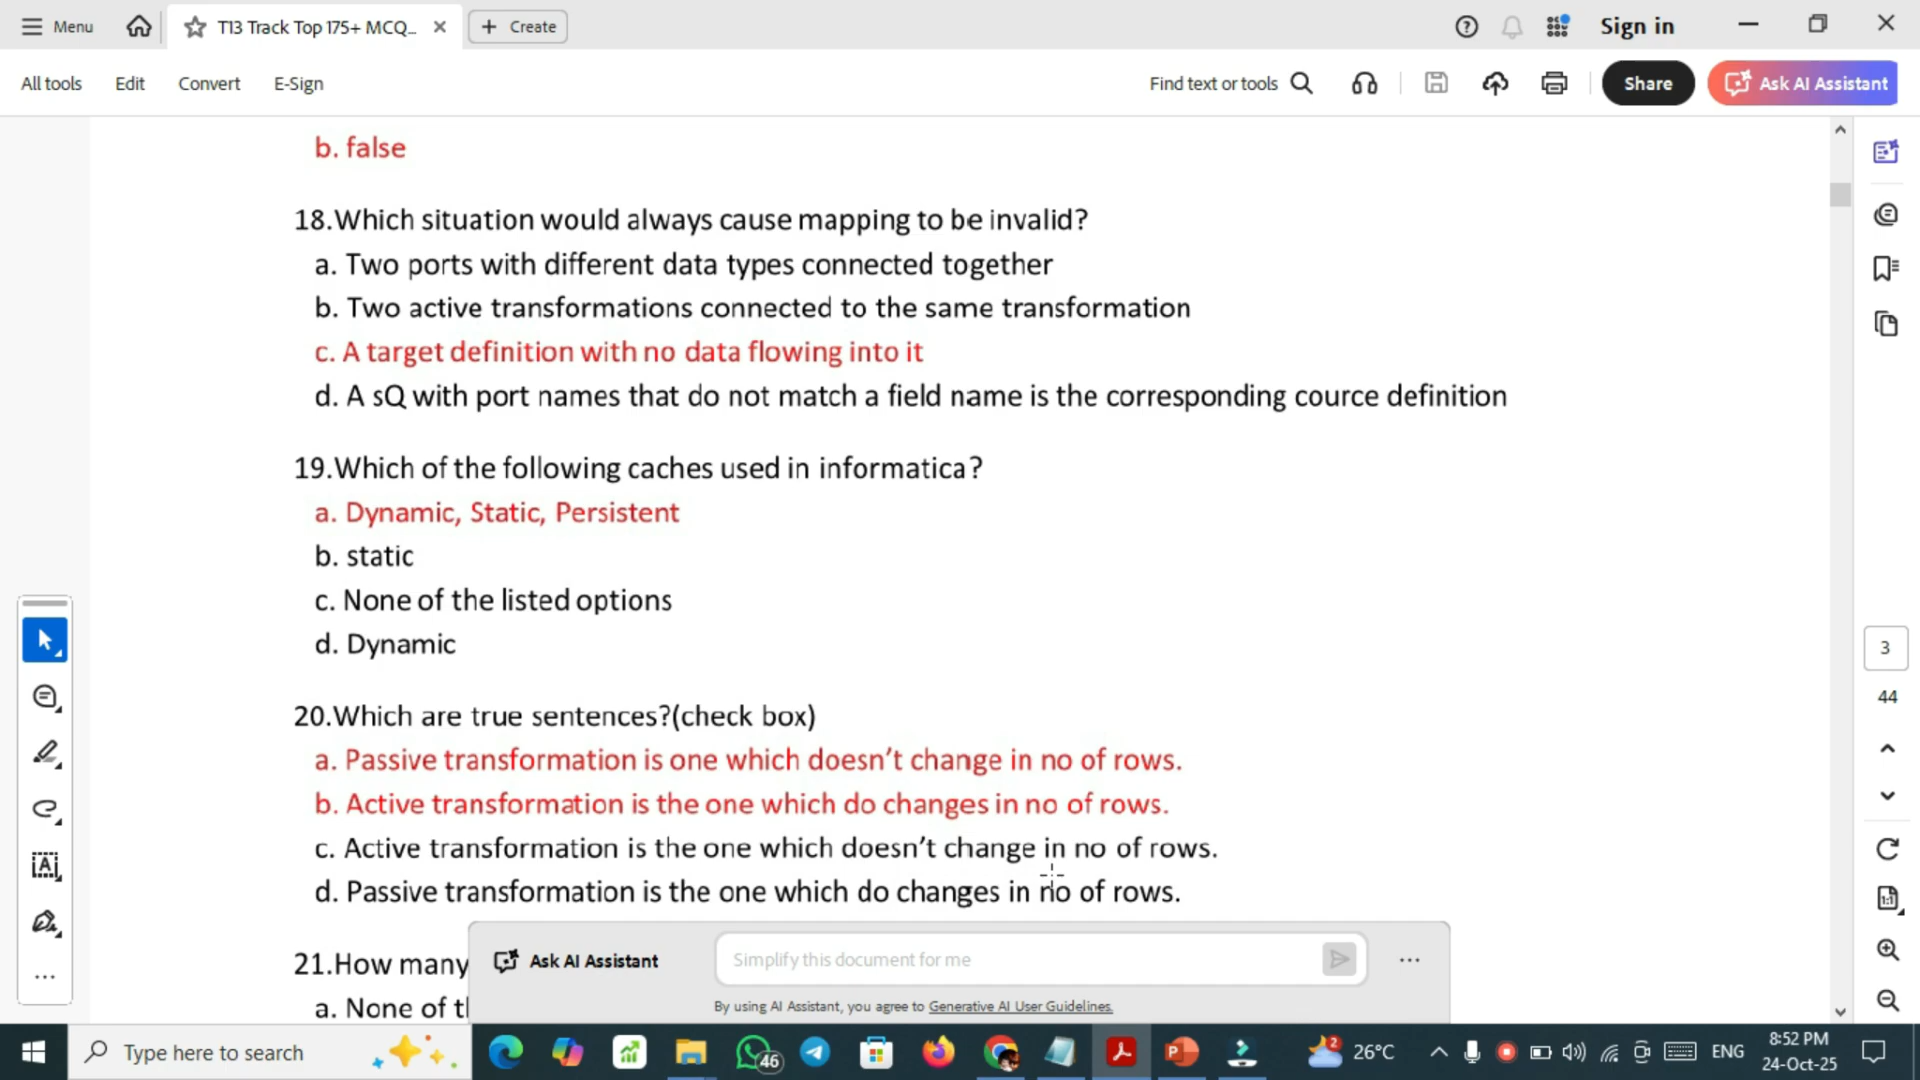 Menu
T13 Track Top 175+ MCQ...
Create
Sign in
All tools
Edit
Convert
E-Sign
Find text or tools
Share
Ask AI Assistant
b. false
18.Which situation would always cause mapping to be invalid?
a. Two ports with different data types connected together
b. Two active transformations connected to the same transformation
c. A target definition with no data flowing into it
d. A sQ with port names that do not match a field name is the corresponding cource definition
19.Which of the following caches used in informatica?
a. Dynamic, Static, Persistent
b. static
c. None of the listed options
d. Dynamic
20.Which are true sentences?(check box)
a. Passive transformation is one which doesn't change in no of rows.
b. Active transformation is the one which do changes in no of rows.
c. Active transformation is the one which doesn't change in no of rows.
d. Passive transformation is the one which do changes in no of rows.
21.How many
a. None of
Ask AI Assistant
Simplify this document for me
By using AI Assistant, you agree to Generative AI User Guidelines.
3
44
Type here to search
46
2
26°C
ENG
8:52 PM
24-Oct-25